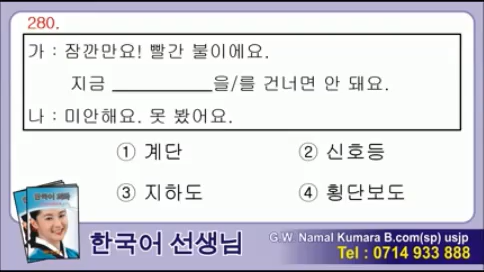 280.
가 : 잠깐만요! 빨간 불이에요.
지금 __________을/를 건너면 안 돼요.
나 : 미안해요. 못 봤어요.
① 계단 ② 신호등
③ 지하도 ④ 횡단보도
한국어 선생님
G.W. Namal Kumara B.com(sp) usjp
Tel : 0714 933 888